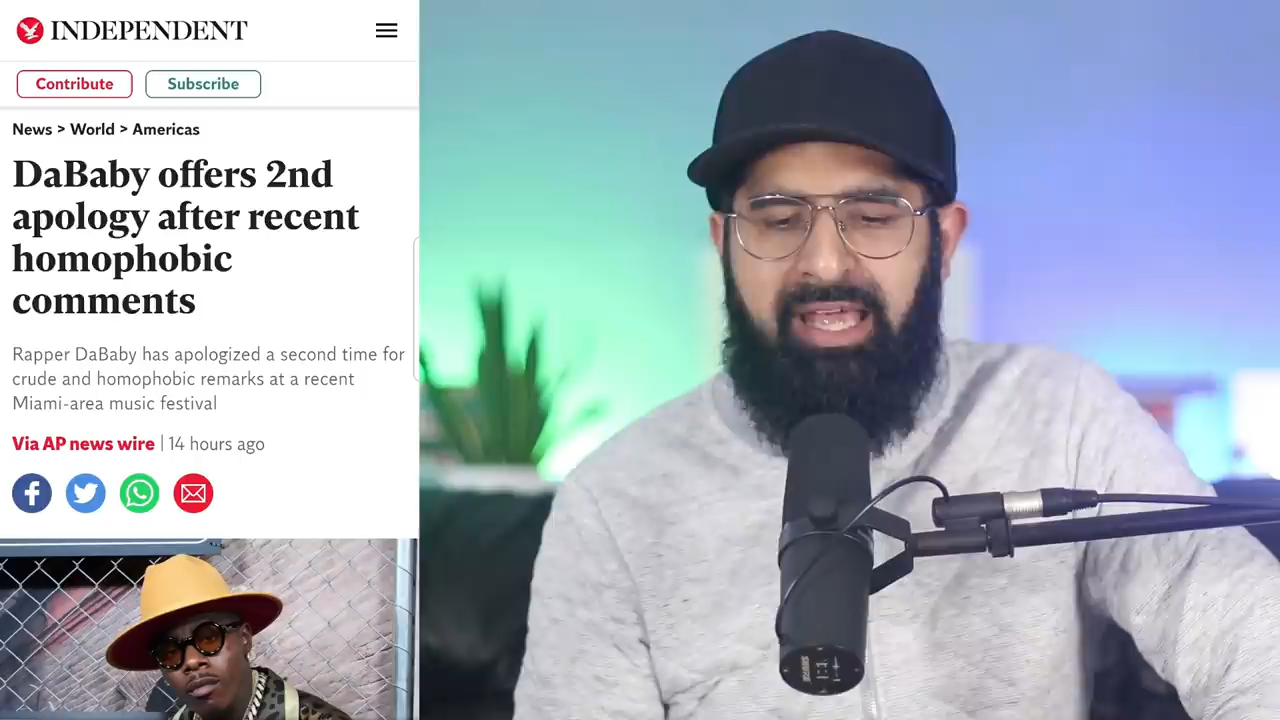 INDEPENDENT
Contribute
Subscribe
News > World > Americas
DaBaby offers 2nd
apology after recent
homophobic
comments
Rapper DaBaby has apologized a second time for
crude and homophobic remarks at a recent
Miami-area music festival
Via AP news wire | 14 hours ago